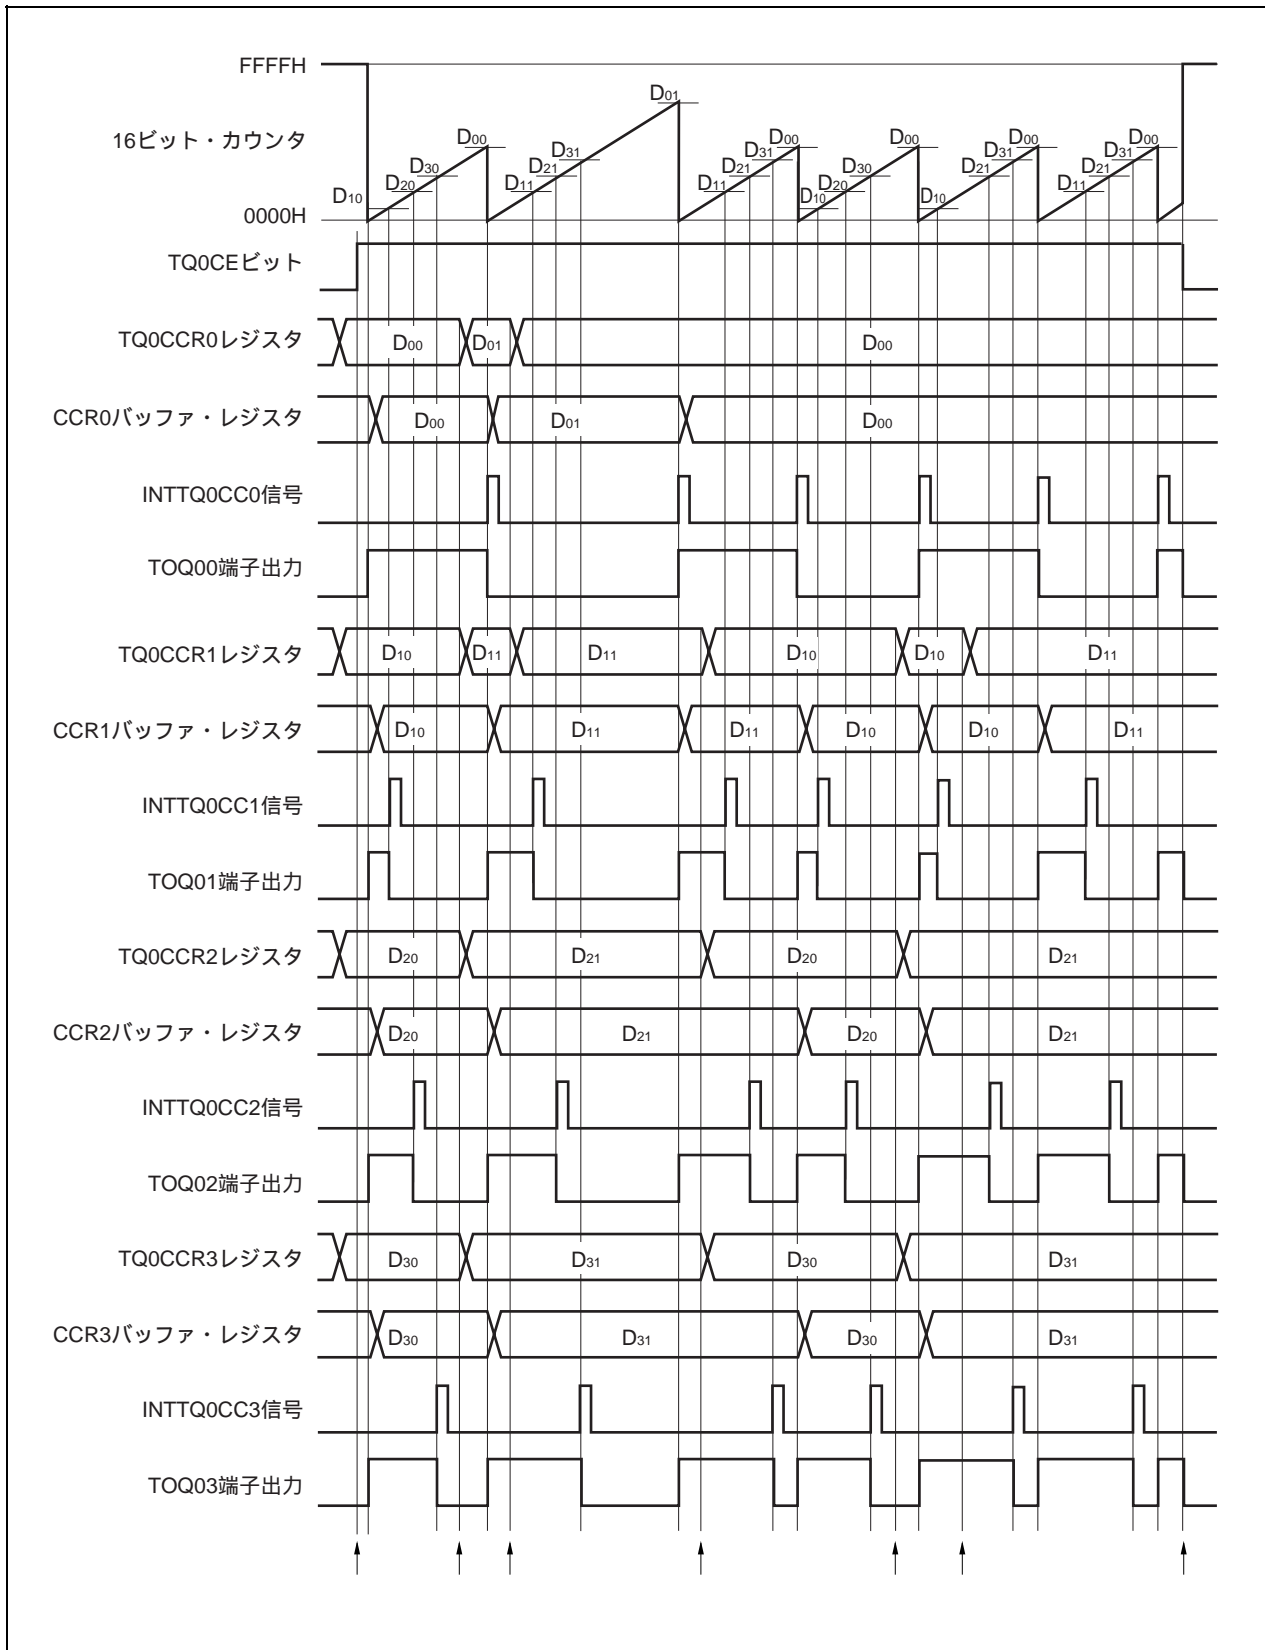 FFFFH
D01
16ビット・カウンタ
D00 D00 D00 D00 D00
D30 D31 D31 D30 D31 D31
D20 D21 D21 D21 D21
D10 D11 D11 D10 D20 D10 D11
0000H
TQ0CEビット
TQ0CCR0レジスタ D00 D01 D00
CCR0バッファ・レジスタ D00 D01 D00
INTTQ0CC0信号
TOQ00端子出力
TQ0CCR1レジスタ D10 D11 D11 D10 D10 D11
CCR1バッファ・レジスタ D10 D11 D11 D10 D10 D11
INTTQ0CC1信号
TOQ01端子出力
TQ0CCR2レジスタ D20 D21 D20 D21
CCR2バッファ・レジスタ D20 D21 D20 D21
INTTQ0CC2信号
TOQ02端子出力
TQ0CCR3レジスタ D30 D31 D30 D31
CCR3バッファ・レジスタ D30 D31 D30 D31
INTTQ0CC3信号
TOQ03端子出力